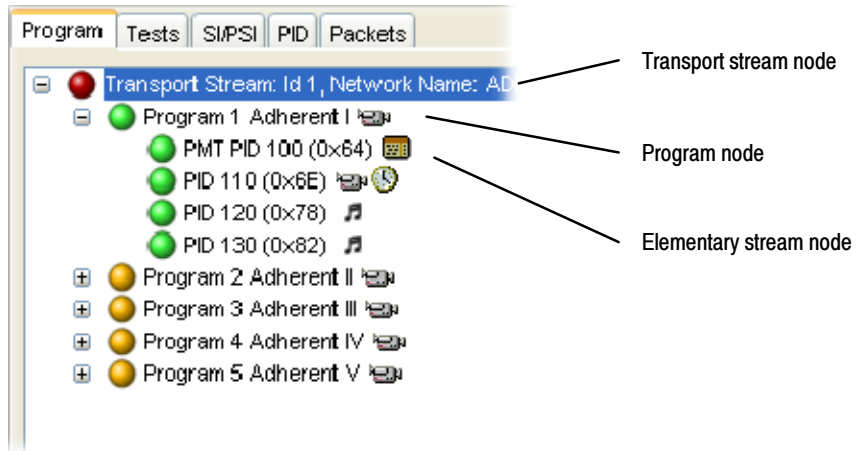 Program Tests SI/PSI PID Packets
Transport Stream: Id 1, Network Name: AD
Transport stream node
Program 1 Adherent I
Program node
PMT PID 100 (0x64)
PID 110 (0x6E)
Elementary stream node
PID 120 (0x78)
PID 130 (0x82)
Program 2 Adherent II
Program 3 Adherent III
Program 4 Adherent IV
Program 5 Adherent V